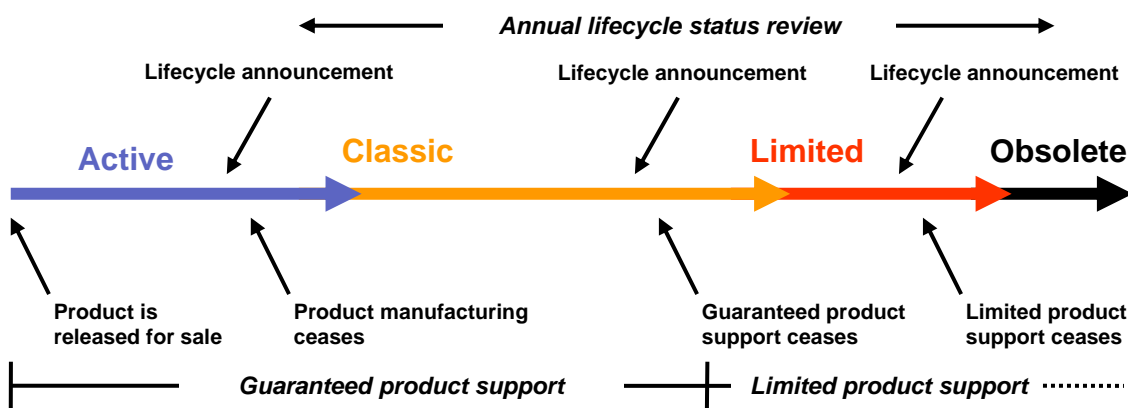 Annual lifecycle status review
Lifecycle announcement
Lifecycle announcement
Lifecycle announcement
Active
Classic
Limited
Obsolete
Product is
released for sale
Product manufacturing
ceases
Guaranteed product
support ceases
Limited product
support ceases
Guaranteed product support
Limited product support